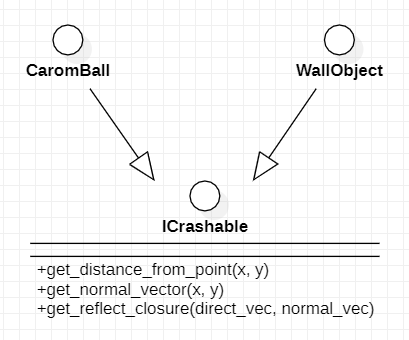 CaromBall
WallObject
ICrashable
+get_distance_from_point(x, y)
+get_normal_vector(x, y)
+get_reflect_closure(direct_vec, normal_vec)